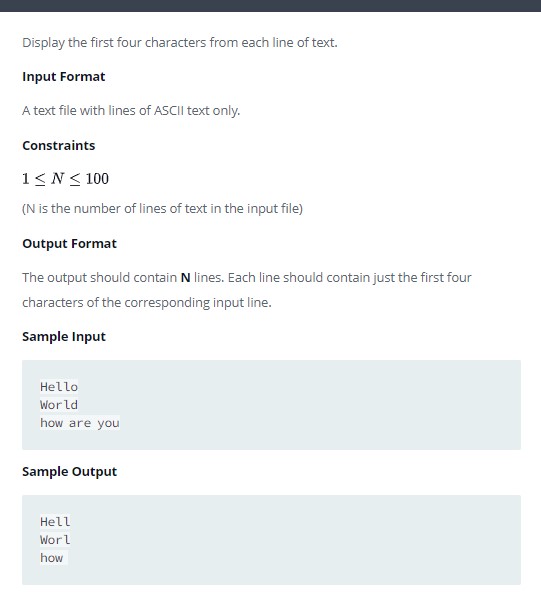 Display the first four characters from each line of text.
Input Format
A text file with lines of ASCII text only.
Constraints
1 ≤ N ≤ 100
(N is the number of lines of text in the input file)
Output Format
The output should contain N lines. Each line should contain just the first four
characters of the corresponding input line.
Sample Input
Hello
World
how are you
Sample Output
Hell
Worl
how